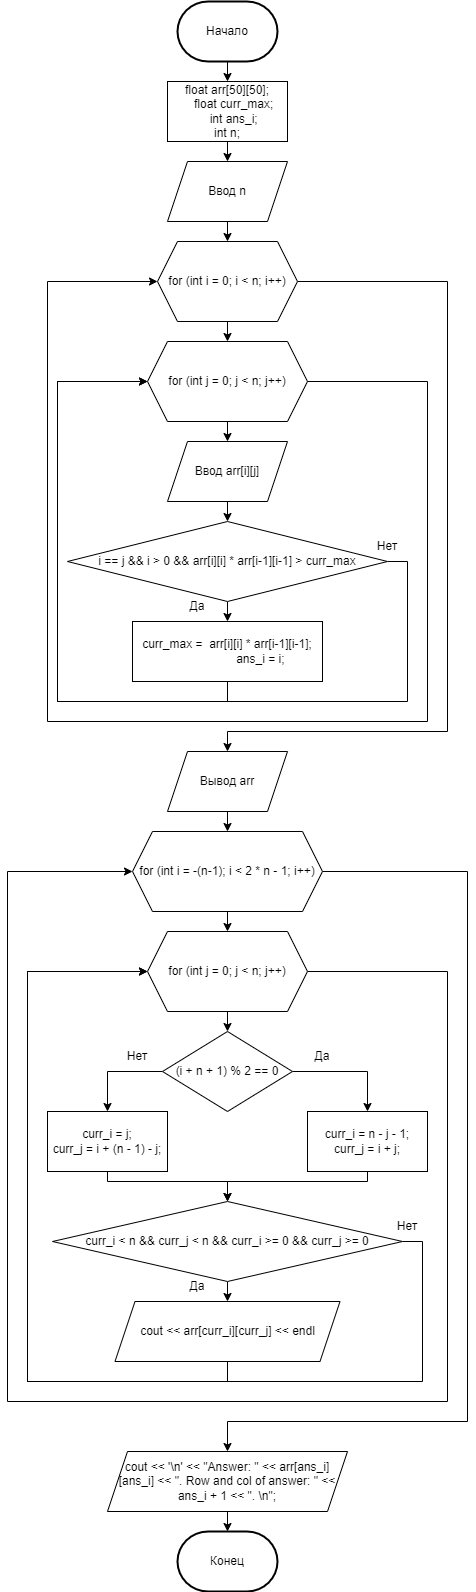 Начало
float arr[50][50];
float curr_max;
int ans_i;
int n;
Ввод n
for (int i = 0; i < n; i++)
for (int j = 0; j < n; j++)
Ввод arr[i][j]
i == j && i > 0 && arr[i][i] * arr[i-1][i-1] > curr_max
Нет
Да
curr_max =  arr[i][i] * arr[i-1][i-1];
ans_i = i;
Вывод arr
for (int i = -(n-1); i < 2 * n - 1; i++)
for (int j = 0; j < n; j++)
Нет
(i + n + 1) % 2 == 0
Да
curr_i = j;
curr_j = i + (n - 1) - j;
curr_i = n - j - 1;
curr_j = i + j;
Нет
curr_i < n && curr_j < n && curr_i >= 0 && curr_j >= 0
Да
cout << arr[curr_i][curr_j] << endl
cout << '\n' << "Answer: " << arr[ans_i]
[ans_i] << ". Row and col of answer: " <<
ans_i + 1 << ". \n";
Конец